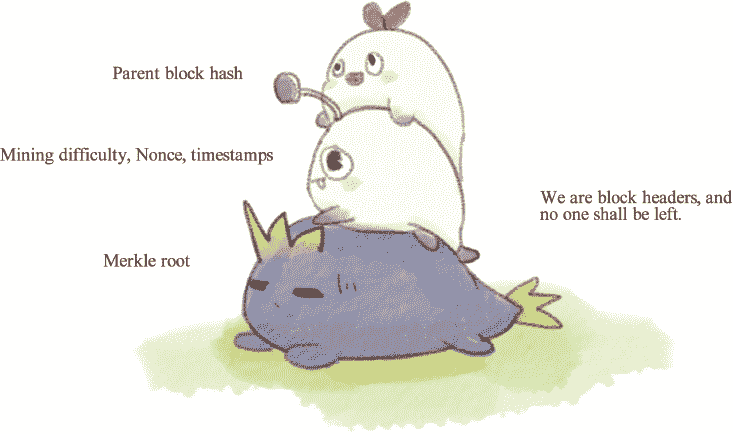 Parent block hash
Mining difficulty, Nonce, timestamps
We are block headers, and
no one shall be left.
Merkle root